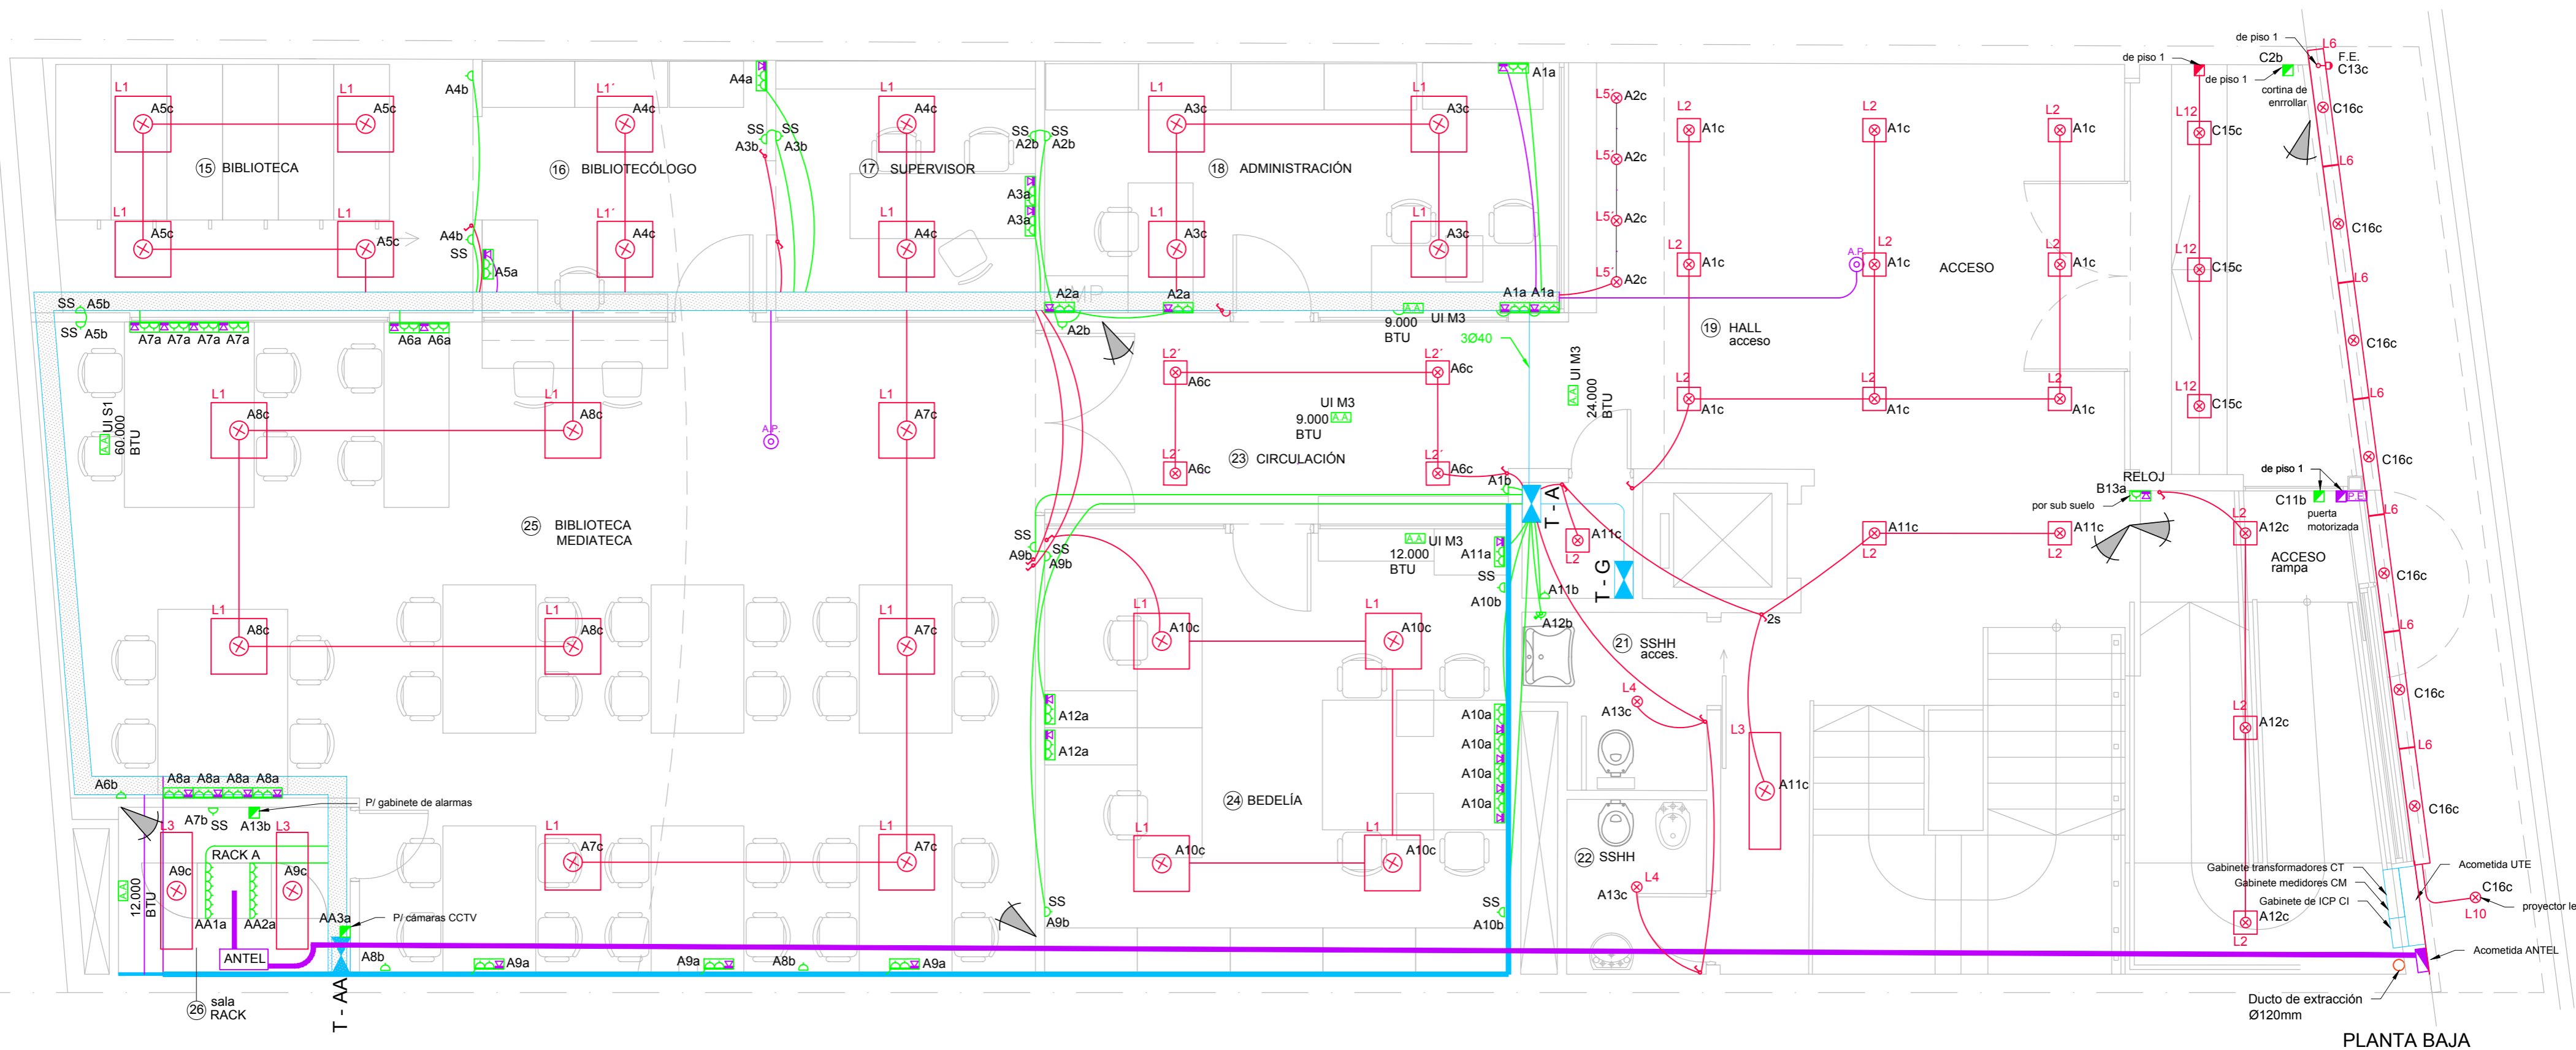 de piso 1
L6
F.E.
C13c
de piso 1
C2b
de piso 1
cortina de
enrrollar
C16c
A4b
A4a
A1a
L1
A5c
L1
A5c
L1´
A4c
L1
A4c
L1
A3c
L1
A3c
L5´
A2c
L2
A1c
L2
A1c
L2
A1c
L12
C15c
SS
A3b
SS
A3b
SS
A2b
SS
A2b
15 BIBLIOTECA
16 BIBLIOTECÓLOGO
17 SUPERVISOR
18 ADMINISTRACIÓN
L5´
A2c
L6
A3a
A3a
L1
A5c
L1
A5c
L1´
A4c
L1
A4c
L1
A3c
L1
A3c
L5´
A2c
C16c
A4b
SS
A5a
L5´
A2c
L2
A1c
A.P.
L2
A1c
ACCESO
L2
A1c
L12
C15c
L6
SS
A5b
SS
A5b
A2a
A2a
A1a
A1a
A2b
A7a
A7a
A7a
A7a
A6a
A6a
A.A
9.000
BTU
UI M3
3Ø40
19 HALL
acceso
C16c
L2´
A6c
L2´
A6c
UI M3
24.000
BTU
A.A
L6
L1
A8c
L1
A8c
L1
A7c
A.P.
UI M3
9.000
BTU
A.A
L2
A1c
L2
A1c
L2
A1c
L12
C15c
A.A
UI S1
60.000
BTU
23 CIRCULACIÓN
L2´
A6c
L2´
A6c
A1b
C16c
de piso 1
RELOJ
B13a
por sub suelo
C11b
P.E.
puerta
motorizada
L6
25 BIBLIOTECA
MEDIATECA
SS
A9b
SS
A9b
A.A
UI M3
12.000
BTU
A11a
SS
A10b
T - A
A11c
L2
T - G
A11b
A12b
A11c
L2
A11c
L2
L2
A12c
ACCESO
rampa
C16c
L1
A8c
L1
A8c
L1
A7c
L1
A10c
L1
A10c
2s
21 SSHH
acces.
L6
L4
A13c
A12a
A12a
A10a
A10a
A10a
A10a
L3
A11c
L2
A12c
C16c
L6
A6b
A8a
A8a
A8a
A8a
P/ gabinete de alarmas
A7b
SS
A13b
24 BEDELÍA
C16c
L3
A9c
RACK A
L3
A9c
L1
A7c
L1
A7c
L1
A10c
L1
A10c
22 SSHH
L4
A13c
A.A
12.000
BTU
AA1a
AA2a
AA3a
P/ cámaras CCTV
SS
A9b
SS
A10b
A12c
L2
Gabinete transformadores CT
Gabinete medidores CM
Gabinete de ICP CI
Acometida UTE
C16c
L10
proyector le
ANTEL
A8b
A9a
A9a
A8b
A9a
Acometida ANTEL
T - AA
26 sala
RACK
Ducto de extracción
Ø120mm
PLANTA BAJA